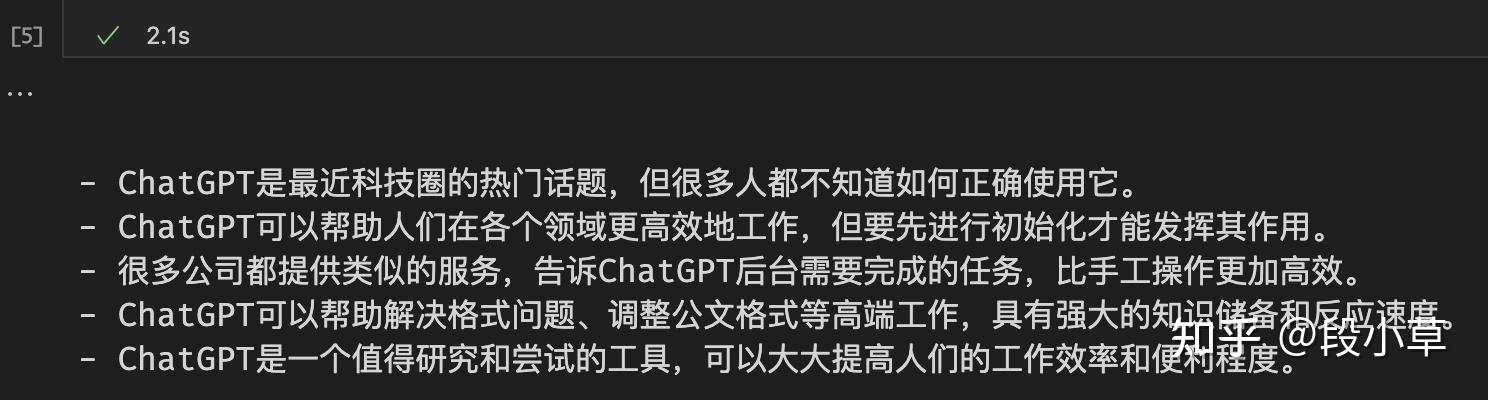 [5] ✓ 2.1s
...
- ChatGPT是最近科技圈的热门话题，但很多人都不知道如何正确使用它。
- ChatGPT可以帮助人们在各个领域更高效地工作，但要先进行初始化才能发挥其作用。
- 很多公司都提供类似的服务，告诉ChatGPT后台需要完成的任务，比手工操作更加高效。
- ChatGPT可以帮助解决格式问题、调整公文格式等高端工作，具有强大的知识储备和反应速度。
- ChatGPT是一个值得研究和尝试的工具，可以大大提高人们的工作效率和便利程度。
知乎 @段小草